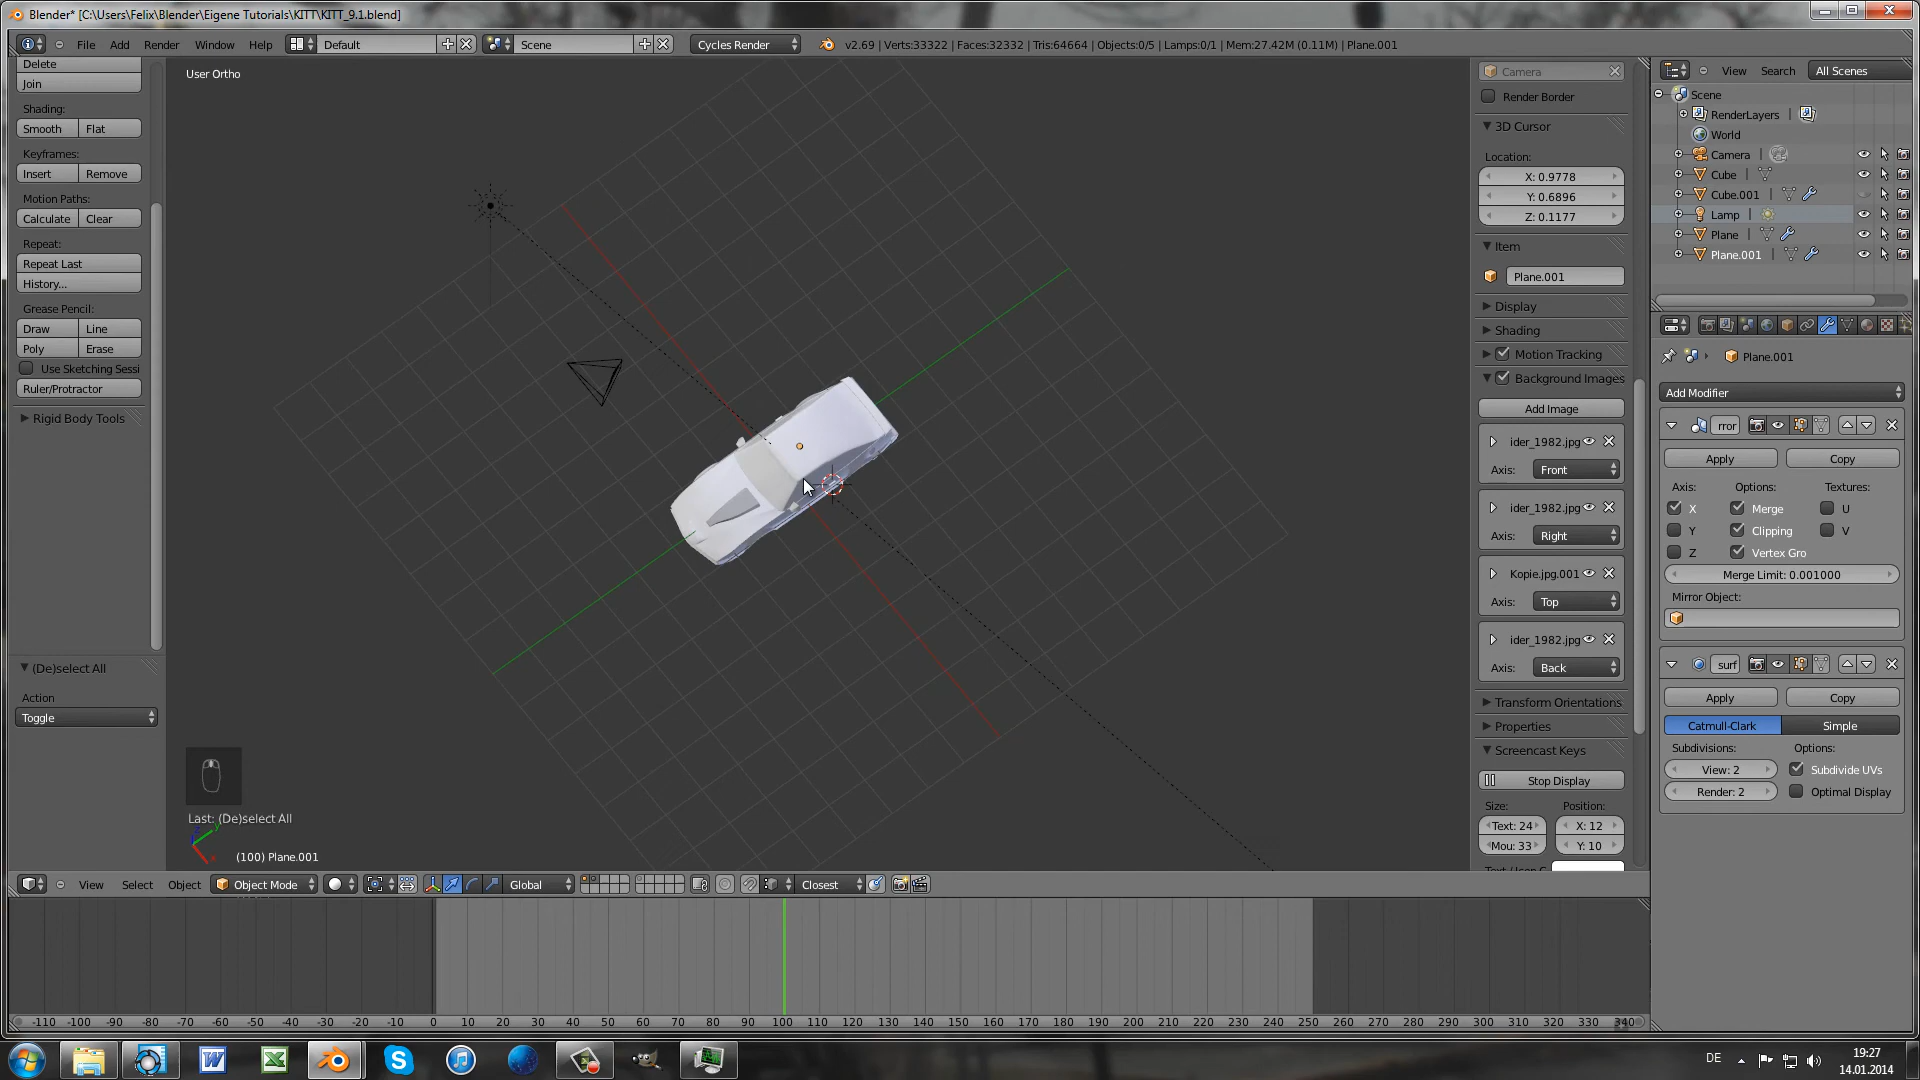 Blender* [C:\Users\Felix\Blender\Eigene Tutorials\KITT\KITT_9.1.blend]
File Add Render Window Help Default Scene Cycles Render v2.69 | Verts:33322 | Faces:32332 | Tris:64664 | Objects:0/5 | Lamps:0/1 | Mem:27.42M (0.11M) | Plane.001
Delete
Join
Shading:
Smooth Flat
Keyframes:
Insert Remove
Motion Paths:
Calculate Clear
Repeat:
Repeat Last
History...
Grease Pencil:
Draw Line
Poly Erase
Use Sketching Sessi
Ruler/Protractor
Rigid Body Tools
(De)select All
Action
Toggle
User Ortho
Last: (De)select All
(100) Plane.001
Camera
Render Border
3D Cursor
Location:
X: 0.9778
Y: 0.6896
Z: 0.1177
Item
Plane.001
Display
Shading
Motion Tracking
Background Images
Add Image
ider_1982.jpg
Axis: Front
ider_1982.jpg
Axis: Right
Kopie.jpg.001
Axis: Top
ider_1982.jpg
Axis: Back
Transform Orientations
Properties
Screencast Keys
Stop Display
Size: Position:
Text: 24 X: 12
Mou: 33 Y: 10
View Search All Scenes
Scene
RenderLayers
World
Camera
Cube
Cube.001
Lamp
Plane
Plane.001
Plane.001
Add Modifier
rror
Apply Copy
Axis: Options: Textures:
X Merge U
Y Clipping V
Z Vertex Gro
Merge Limit: 0.001000
Mirror Object:
surf
Apply Copy
Catmull-Clark Simple
Subdivisions: Options:
View: 2 Subdivide UVs
Render: 2 Optimal Display
View Select Object Object Mode Global Closest
-110 -100 -90 -80 -70 -60 -50 -40 -30 -20 -10 0 10 20 30 40 50 60 70 80 90 100 110 120 130 140 150 160 170 180 190 200 210 220 230 240 250 260 270 280 290 300 310 320 330 340
DE 19:27
14.01.2014